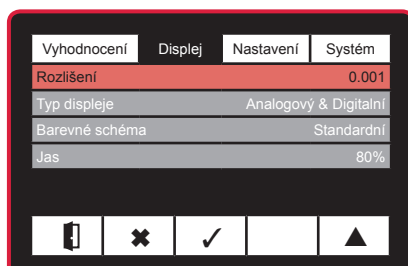 Vyhodnocení Displej Nastavení Systém
Rozlišení 0.001
Typ displeje Analogový & Digitalní
Barevné schéma Standardní
Jas 80%